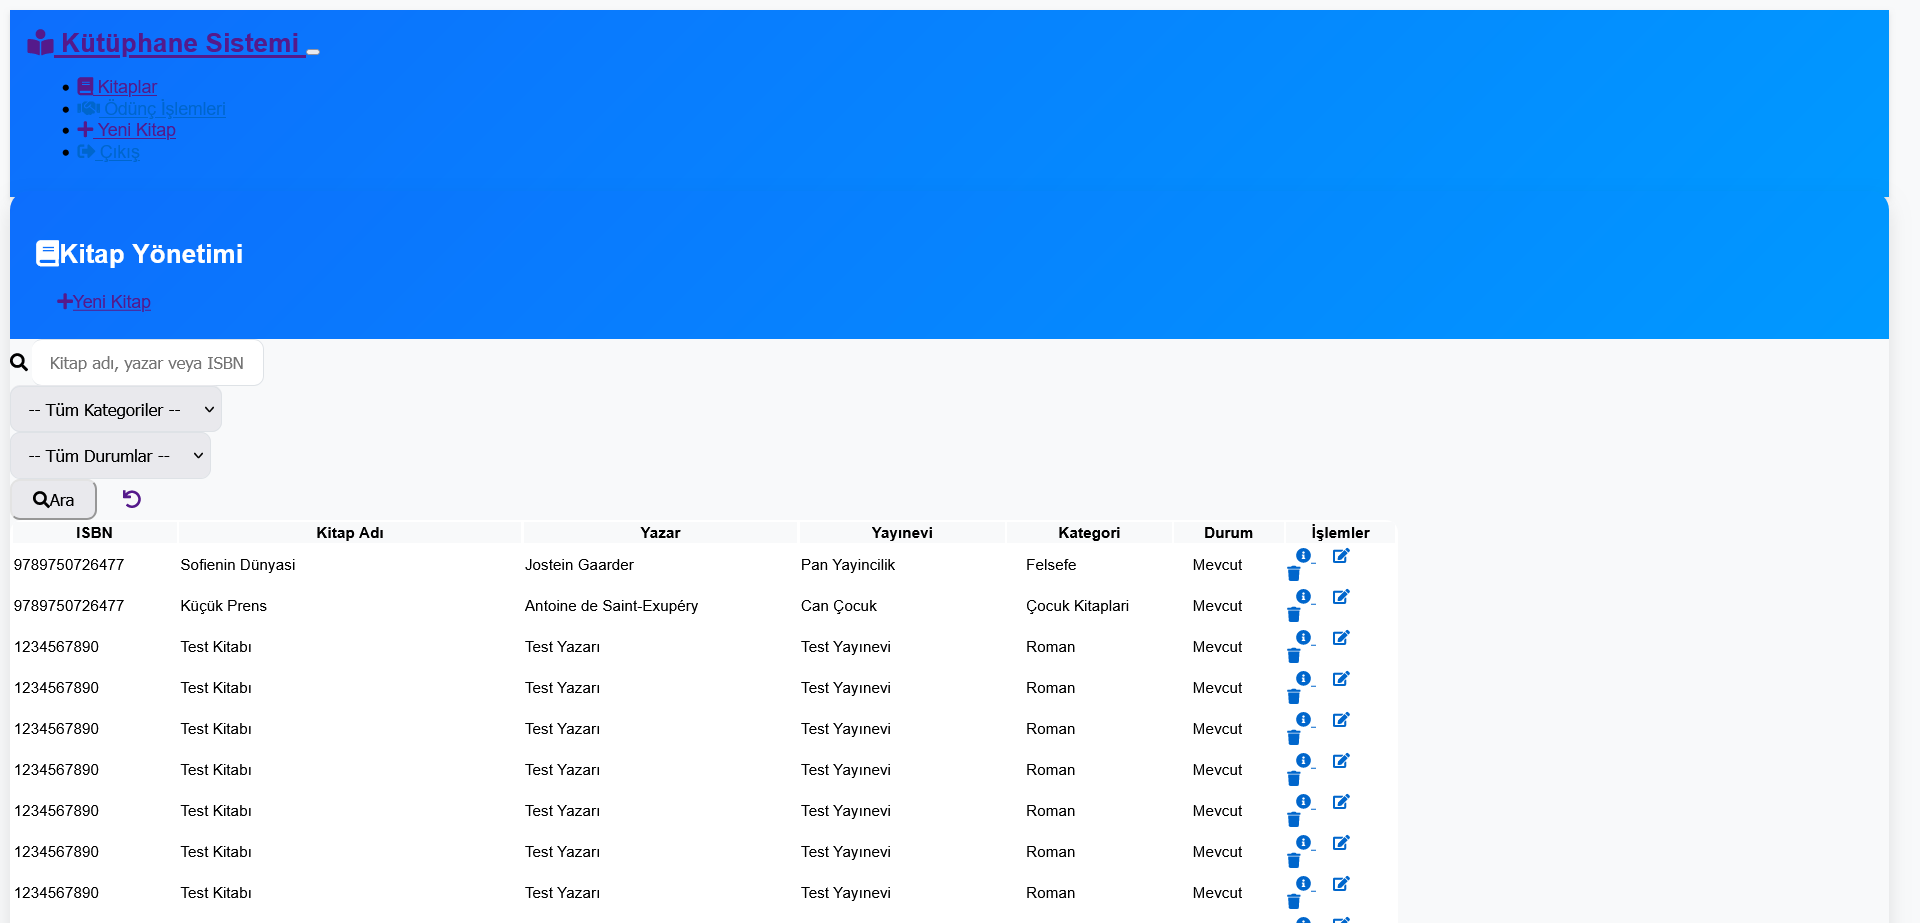 Kütüphane Sistemi
Kitaplar
Ödünç İşlemleri
Yeni Kitap
Çıkış
Kitap Yönetimi
Yeni Kitap
Kitap adı, yazar veya ISBN
-- Tüm Kategoriler --
-- Tüm Durumlar --
Ara
ISBN Kitap Adı Yazar Yayınevi Kategori Durum İşlemler
9789750726477 Sofienin Dünyasi Jostein Gaarder Pan Yayincilik Felsefe Mevcut
9789750726477 Küçük Prens Antoine de Saint-Exupéry Can Çocuk Çocuk Kitaplari Mevcut
1234567890 Test Kitabı Test Yazarı Test Yayınevi Roman Mevcut
1234567890 Test Kitabı Test Yazarı Test Yayınevi Roman Mevcut
1234567890 Test Kitabı Test Yazarı Test Yayınevi Roman Mevcut
1234567890 Test Kitabı Test Yazarı Test Yayınevi Roman Mevcut
1234567890 Test Kitabı Test Yazarı Test Yayınevi Roman Mevcut
1234567890 Test Kitabı Test Yazarı Test Yayınevi Roman Mevcut
1234567890 Test Kitabı Test Yazarı Test Yayınevi Roman Mevcut